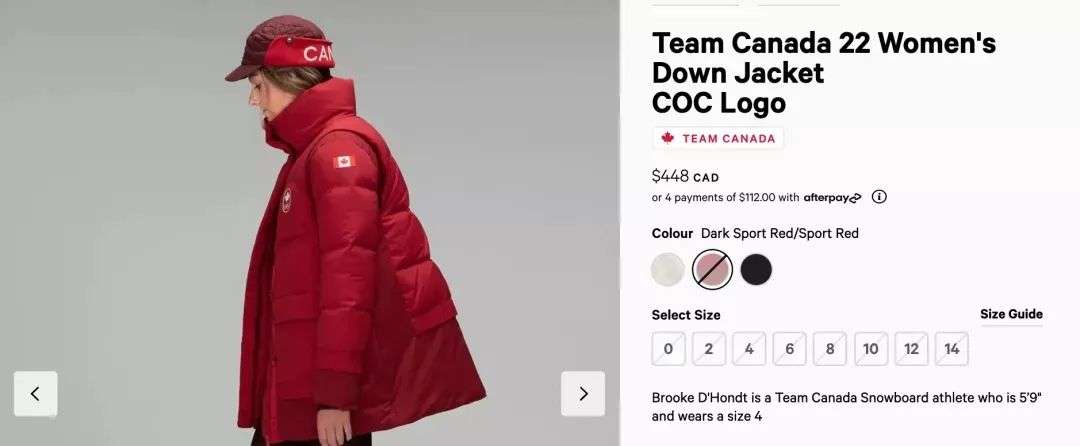 CAN
Team Canada 22 Women's
Down Jacket
COC Logo
TEAM CANADA
$448 CAD
or 4 payments of $112.00 with afterpay
Colour Dark Sport Red/Sport Red
Select Size
Size Guide
0 2 4 6 8 10 12 14
Brooke D'Hondt is a Team Canada Snowboard athlete who is 5'9"
and wears a size 4